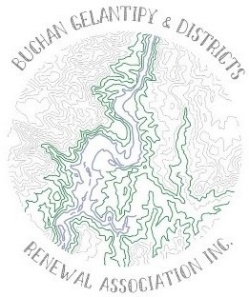 BUCHAN GELANTIPY & DISTRICTS
RENEWAL ASSOCIATION INC.